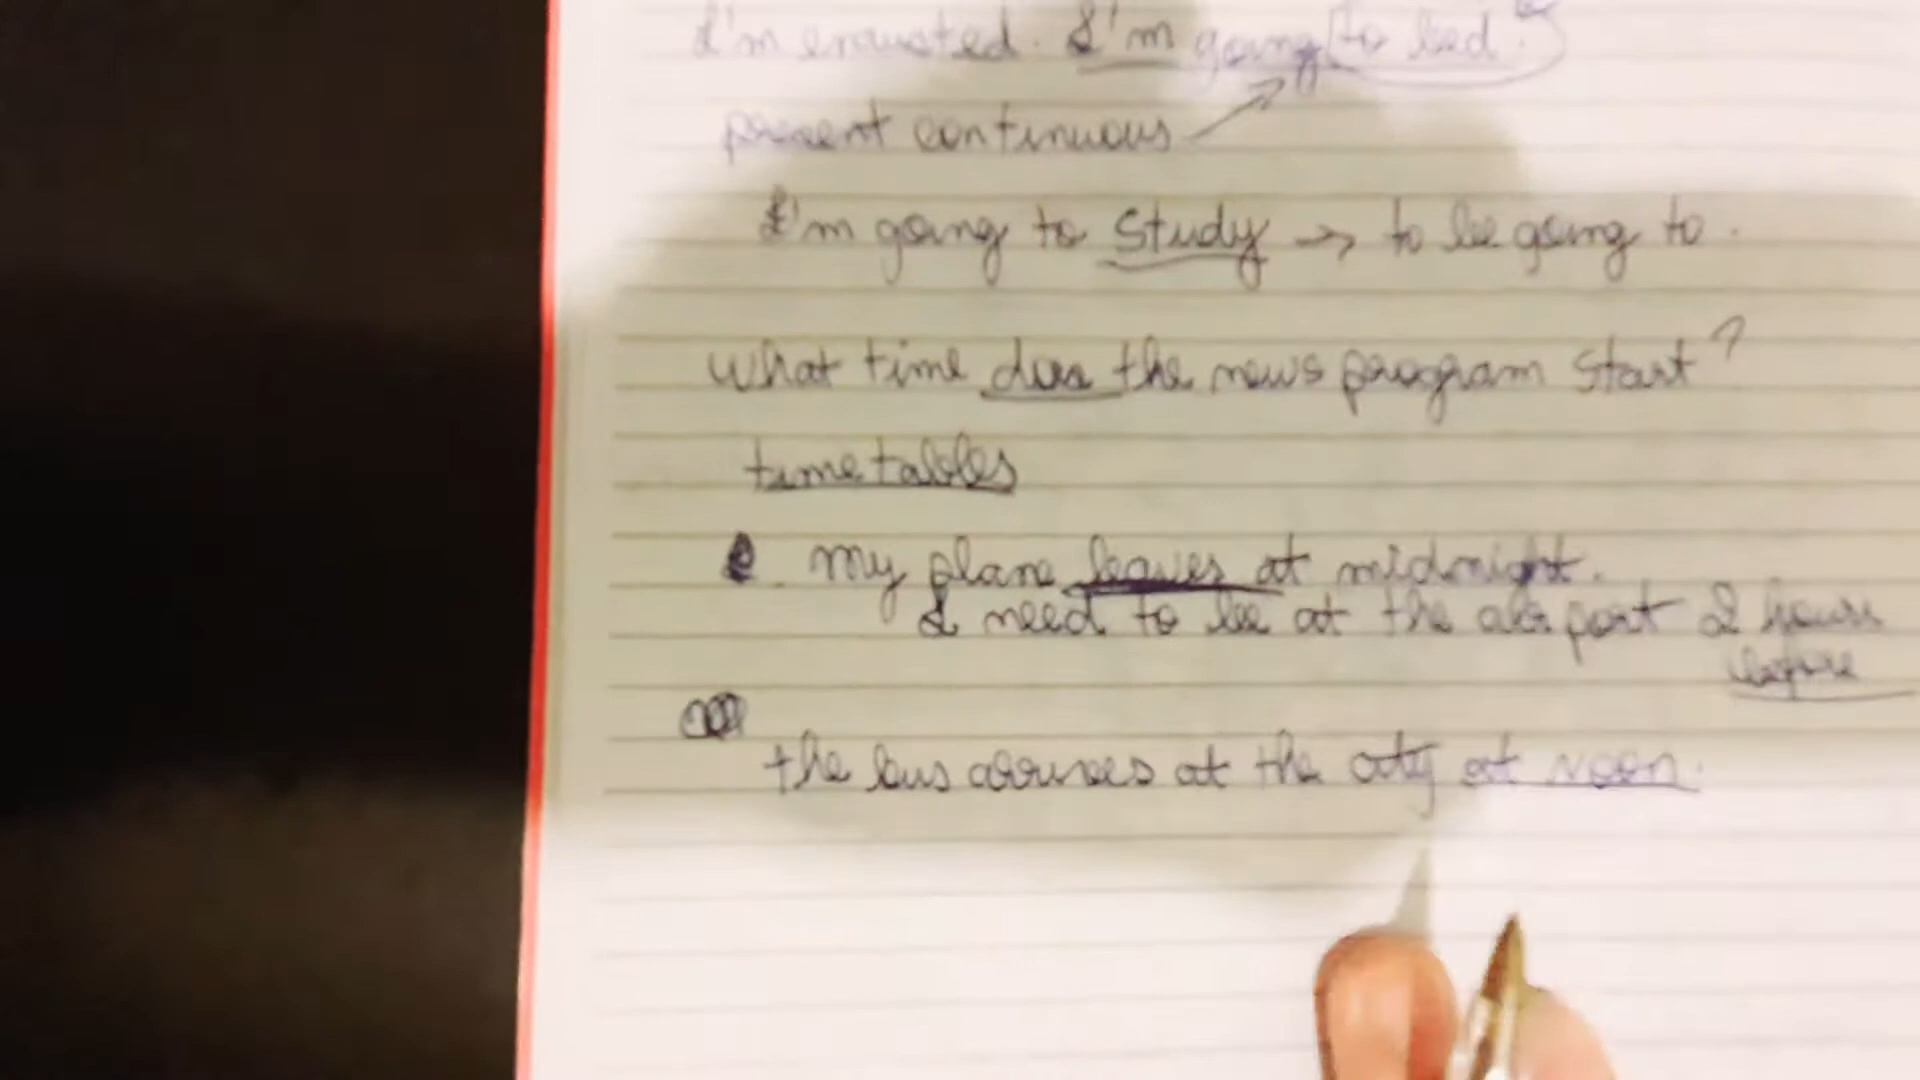 I'm exausted. I'm going to bed.
present continuous
I'm going to study → to be going to.
What time does the news program start?
timetables
my plane leaves at midnight.
I need to be at the airport 2 hours
before
the bus arrives at the city at noon.